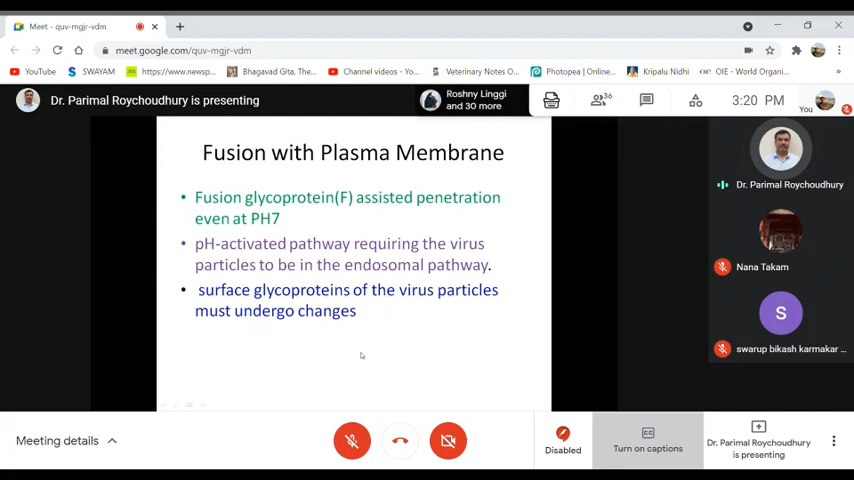 Meet - quv-mgjr-vdm
meet.google.com/quv-mgjr-vdm
YouTube
SWAYAM
https://www.newsp...
Bhagavad Gita, The...
Channel videos - Yo...
Veterinary Notes O...
Photopea | Online...
Kripalu Nidhi
OIE - World Organi...
Dr. Parimal Roychoudhury is presenting
Roshny Linggi
and 30 more
36
3:20 PM
You
Fusion with Plasma Membrane
• Fusion glycoprotein(F) assisted penetration
even at PH7
• pH-activated pathway requiring the virus
particles to be in the endosomal pathway.
• surface glycoproteins of the virus particles
must undergo changes
Dr. Parimal Roychoudhury
Nana Takam
S
swarup bikash karmakar ...
Meeting details
Disabled
CC
Turn on captions
Dr. Parimal Roychoudhury
is presenting